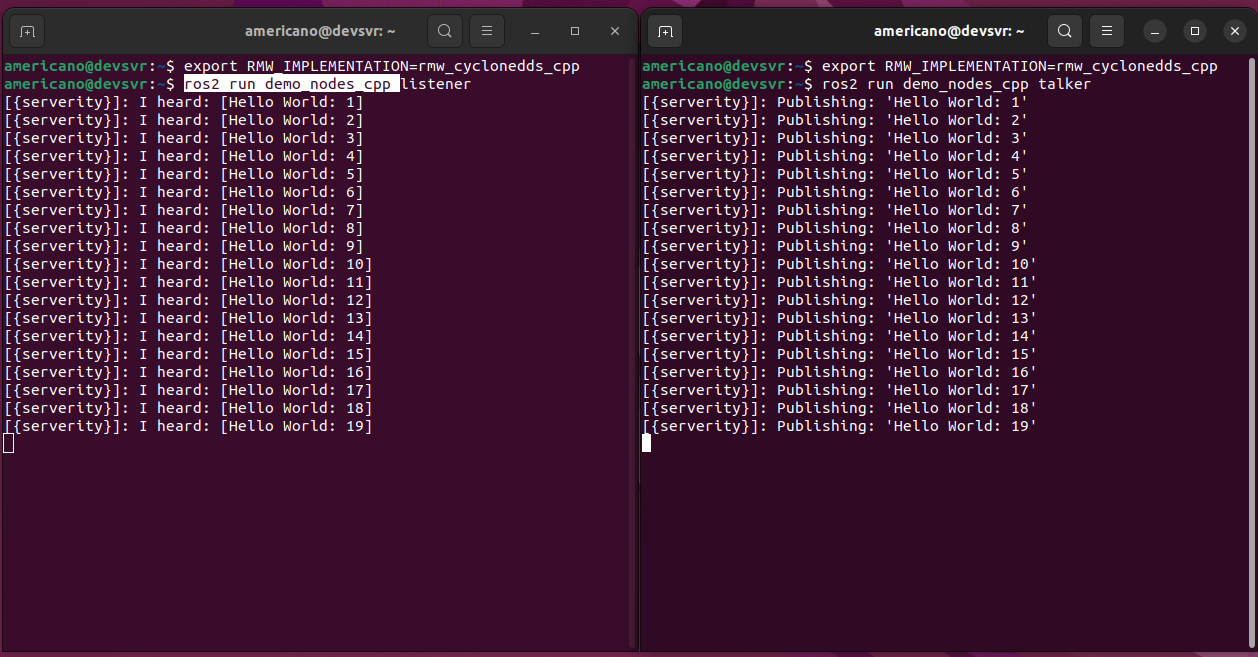 americano@devsvr: ~
americano@devsvr:~$ export RMW_IMPLEMENTATION=rmw_cyclonedds_cpp
americano@devsvr:~$ ros2 run demo_nodes_cpp listener
[{serverity}]: I heard: [Hello World: 1]
[{serverity}]: I heard: [Hello World: 2]
[{serverity}]: I heard: [Hello World: 3]
[{serverity}]: I heard: [Hello World: 4]
[{serverity}]: I heard: [Hello World: 5]
[{serverity}]: I heard: [Hello World: 6]
[{serverity}]: I heard: [Hello World: 7]
[{serverity}]: I heard: [Hello World: 8]
[{serverity}]: I heard: [Hello World: 9]
[{serverity}]: I heard: [Hello World: 10]
[{serverity}]: I heard: [Hello World: 11]
[{serverity}]: I heard: [Hello World: 12]
[{serverity}]: I heard: [Hello World: 13]
[{serverity}]: I heard: [Hello World: 14]
[{serverity}]: I heard: [Hello World: 15]
[{serverity}]: I heard: [Hello World: 16]
[{serverity}]: I heard: [Hello World: 17]
[{serverity}]: I heard: [Hello World: 18]
[{serverity}]: I heard: [Hello World: 19]
americano@devsvr: ~
americano@devsvr:~$ export RMW_IMPLEMENTATION=rmw_cyclonedds_cpp
americano@devsvr:~$ ros2 run demo_nodes_cpp talker
[{serverity}]: Publishing: 'Hello World: 1'
[{serverity}]: Publishing: 'Hello World: 2'
[{serverity}]: Publishing: 'Hello World: 3'
[{serverity}]: Publishing: 'Hello World: 4'
[{serverity}]: Publishing: 'Hello World: 5'
[{serverity}]: Publishing: 'Hello World: 6'
[{serverity}]: Publishing: 'Hello World: 7'
[{serverity}]: Publishing: 'Hello World: 8'
[{serverity}]: Publishing: 'Hello World: 9'
[{serverity}]: Publishing: 'Hello World: 10'
[{serverity}]: Publishing: 'Hello World: 11'
[{serverity}]: Publishing: 'Hello World: 12'
[{serverity}]: Publishing: 'Hello World: 13'
[{serverity}]: Publishing: 'Hello World: 14'
[{serverity}]: Publishing: 'Hello World: 15'
[{serverity}]: Publishing: 'Hello World: 16'
[{serverity}]: Publishing: 'Hello World: 17'
[{serverity}]: Publishing: 'Hello World: 18'
[{serverity}]: Publishing: 'Hello World: 19'